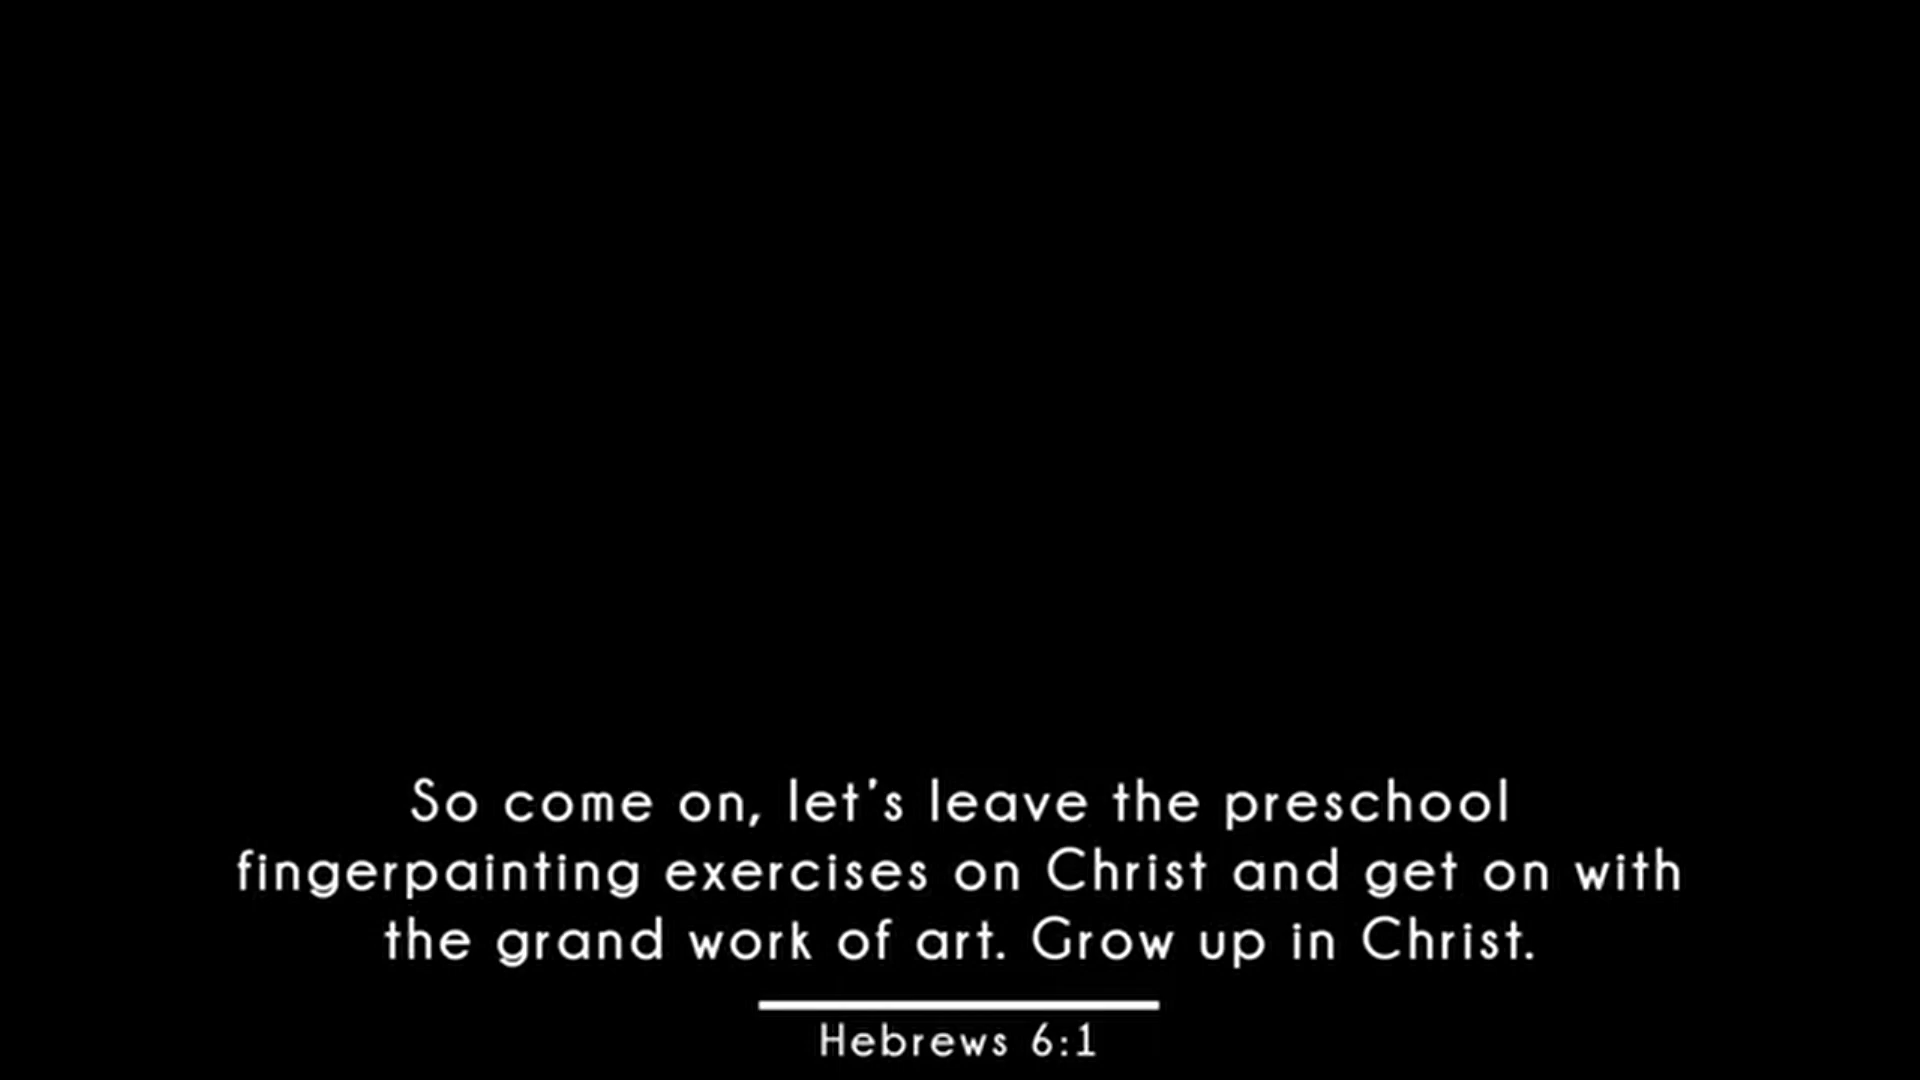 So come on, let's leave the preschool
fingerpainting exercises on Christ and get on with
the grand work of art. Grow up in Christ.
Hebrews 6:1